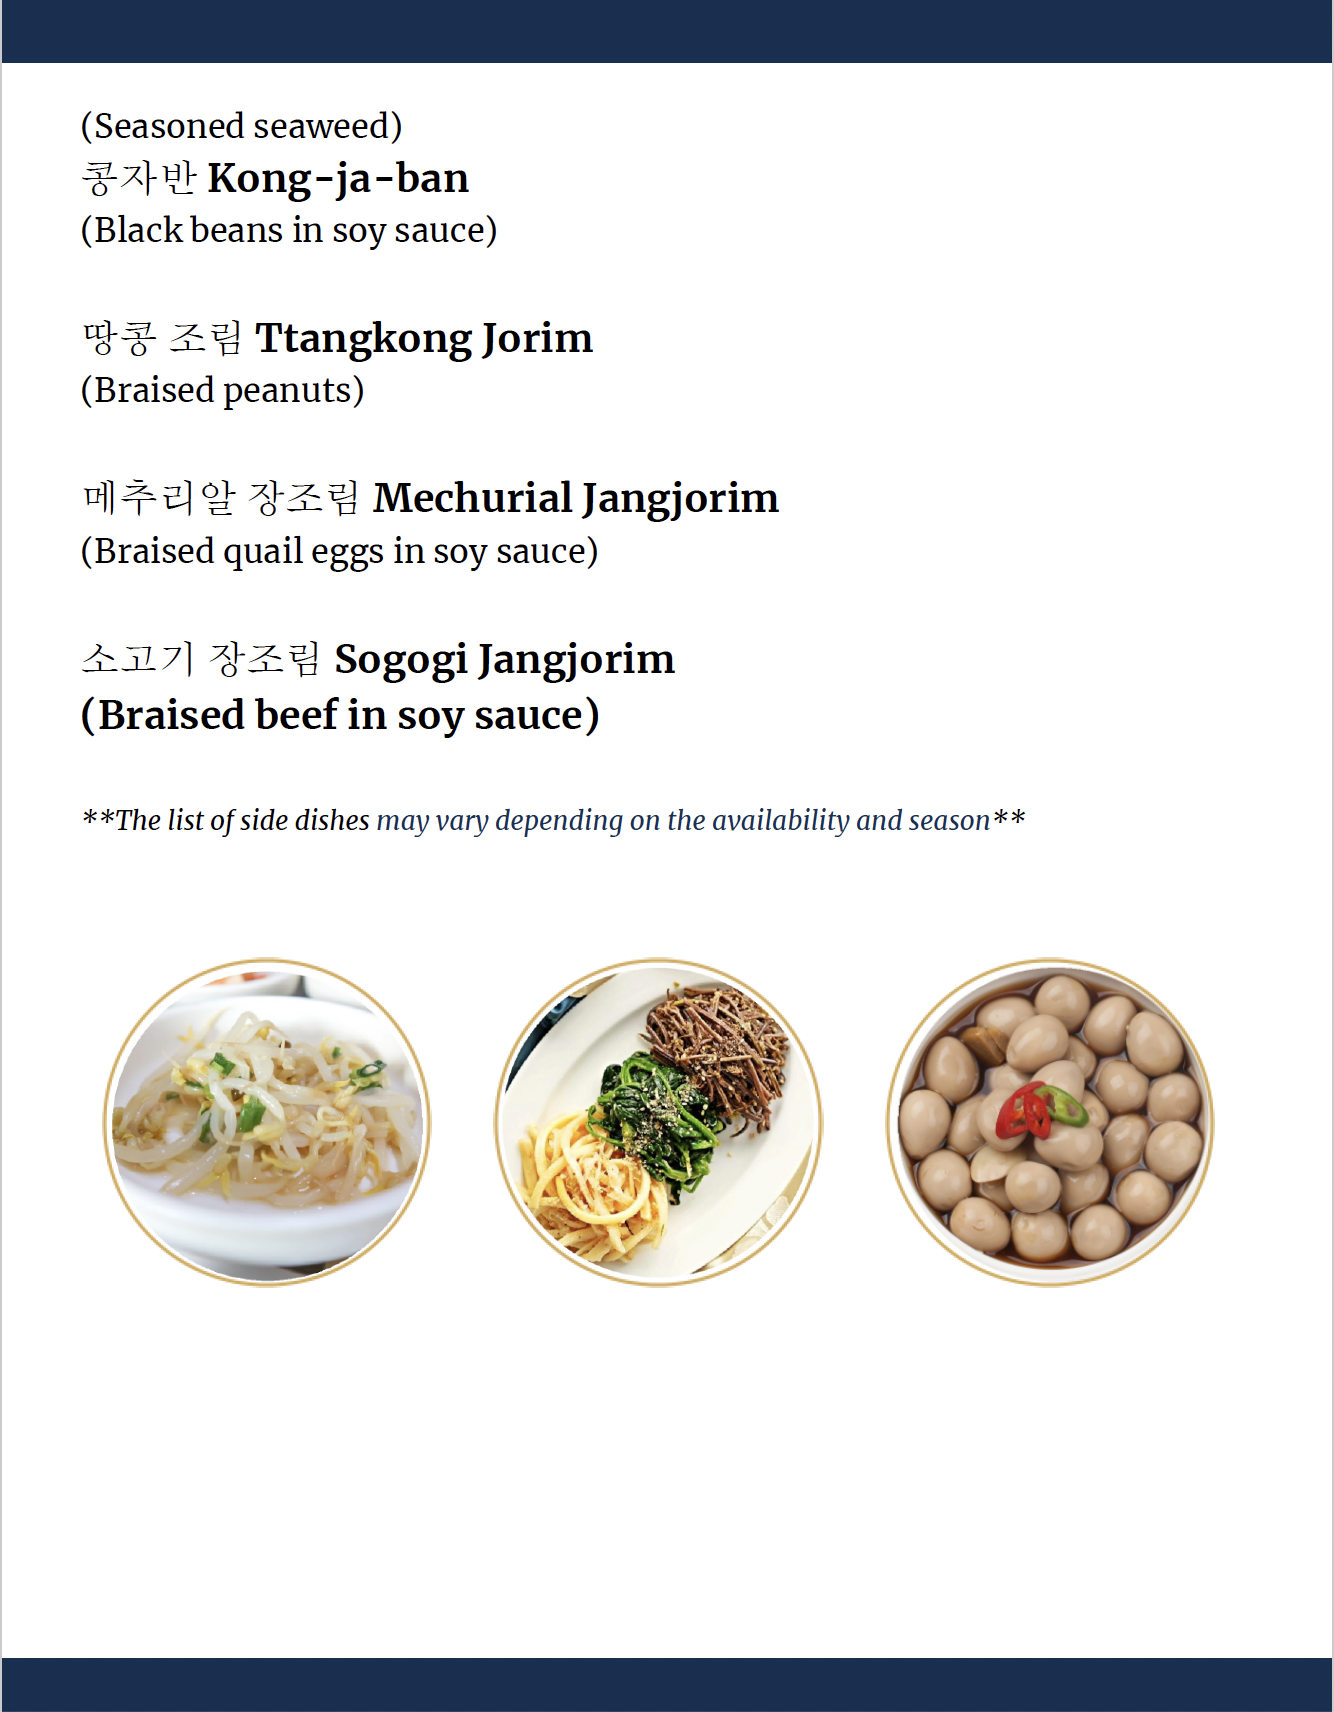 (Seasoned seaweed)
콩자반 Kong-ja-ban
(Black beans in soy sauce)
땅콩 조림 Ttangkong Jorim
(Braised peanuts)
메추리알 장조림 Mechurial Jangjorim
(Braised quail eggs in soy sauce)
소고기 장조림 Sogogi Jangjorim
(Braised beef in soy sauce)
**The list of side dishes may vary depending on the availability and season**